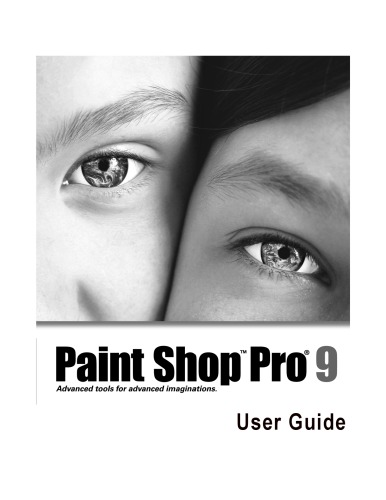 Paint Shop™ Pro® 9
Advanced tools for advanced imaginations.
User Guide